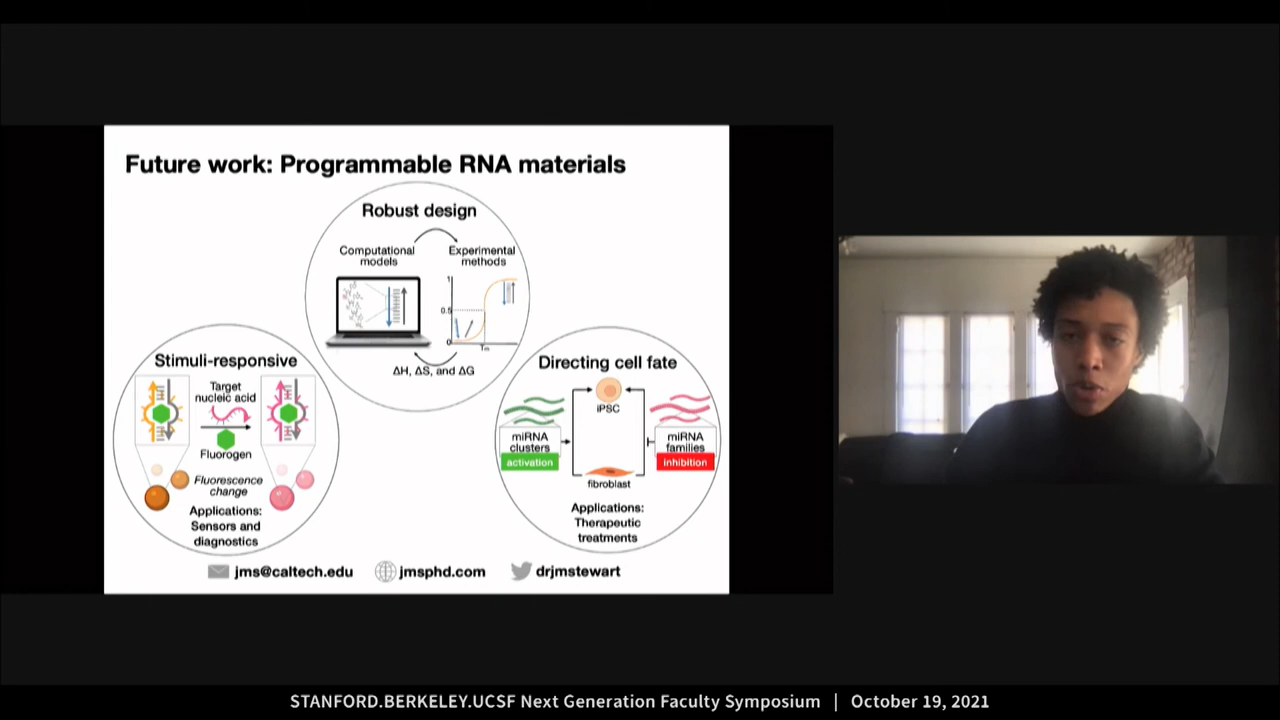 Future work: Programmable RNA materials
Robust design
Computational
models
Experimental
methods
1
0.5
0
Tm
ΔH, ΔS, and ΔG
Stimuli-responsive
Target
nucleic acid
Fluorogen
Fluorescence
change
Applications:
Sensors and
diagnostics
Directing cell fate
iPSC
miRNA
clusters
activation
miRNA
families
inhibition
fibroblast
Applications:
Therapeutic
treatments
jms@caltech.edu
jmsphd.com
drjmstewart
STANFORD.BERKELEY.UCSF Next Generation Faculty Symposium | October 19, 2021